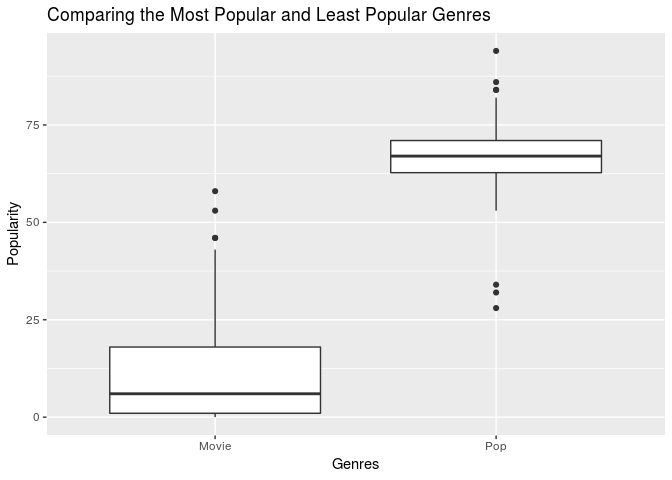 Comparing the Most Popular and Least Popular Genres
75
50
25
0
Popularity
Movie
Pop
Genres